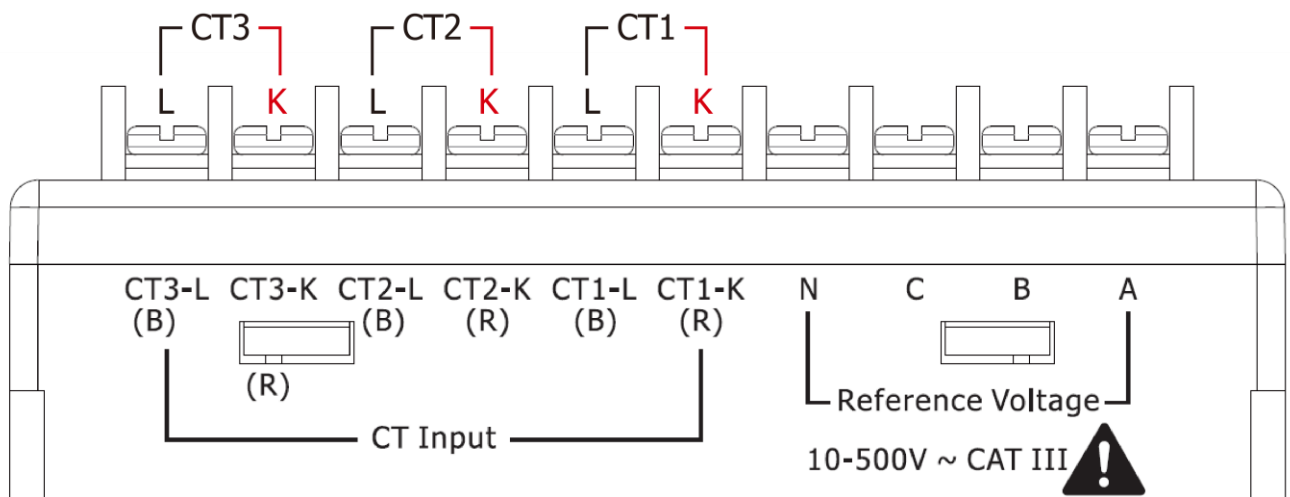 CT3 CT2 CT1
L K L K L K
CT3-L CT3-K CT2-L CT2-K CT1-L CT1-K N C B A
(B) (B) (R) (B) (R)
(R)
Reference Voltage
CT Input
10-500V ~ CAT III